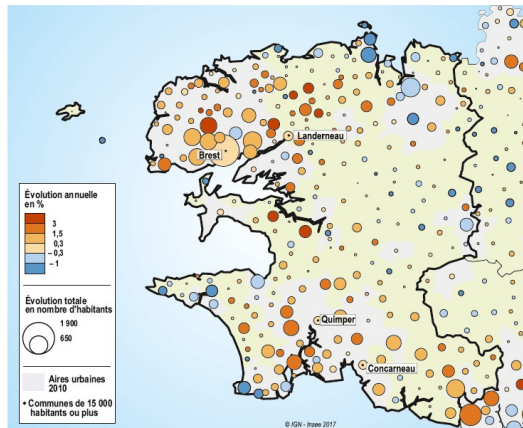 Landerneau
Brest
Évolution annuelle
en %
3
1,5
0,3
– 0,3
– 1
Évolution totale
en nombre d'habitants
1 900
650
Quimper
Concarneau
Aires urbaines
2010
Communes de 15 000
habitants ou plus
© IGN - Insee 2017